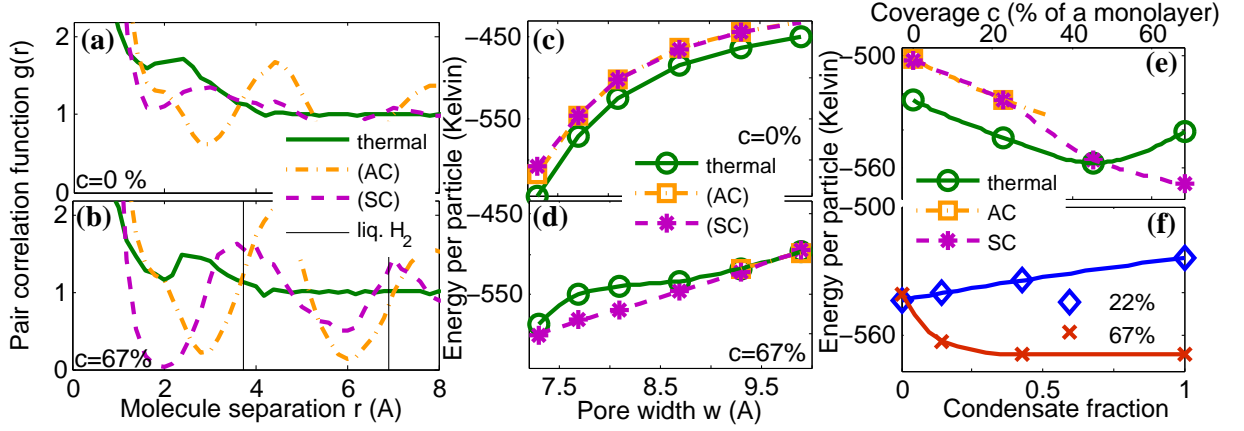 Pair correlation function g(r)
2
(a)
1
c=0 %
0
thermal
(AC)
(SC)
liq. H2
2
(b)
1
c=67%
0
0 2 4 6 8
Molecule separation r (A)
Energy per particle (Kelvin)
−450
(c)
−550
c=0%
thermal
(AC)
(SC)
−450
(d)
−550
c=67%
7.5 8.5 9.5
Pore width w (A)
Coverage c (% of a monolayer)
0 20 40 60
Energy per particle (Kelvin)
−500
(e)
−560
thermal
AC
SC
−500
(f)
22%
67%
−560
0 0.5 1
Condensate fraction